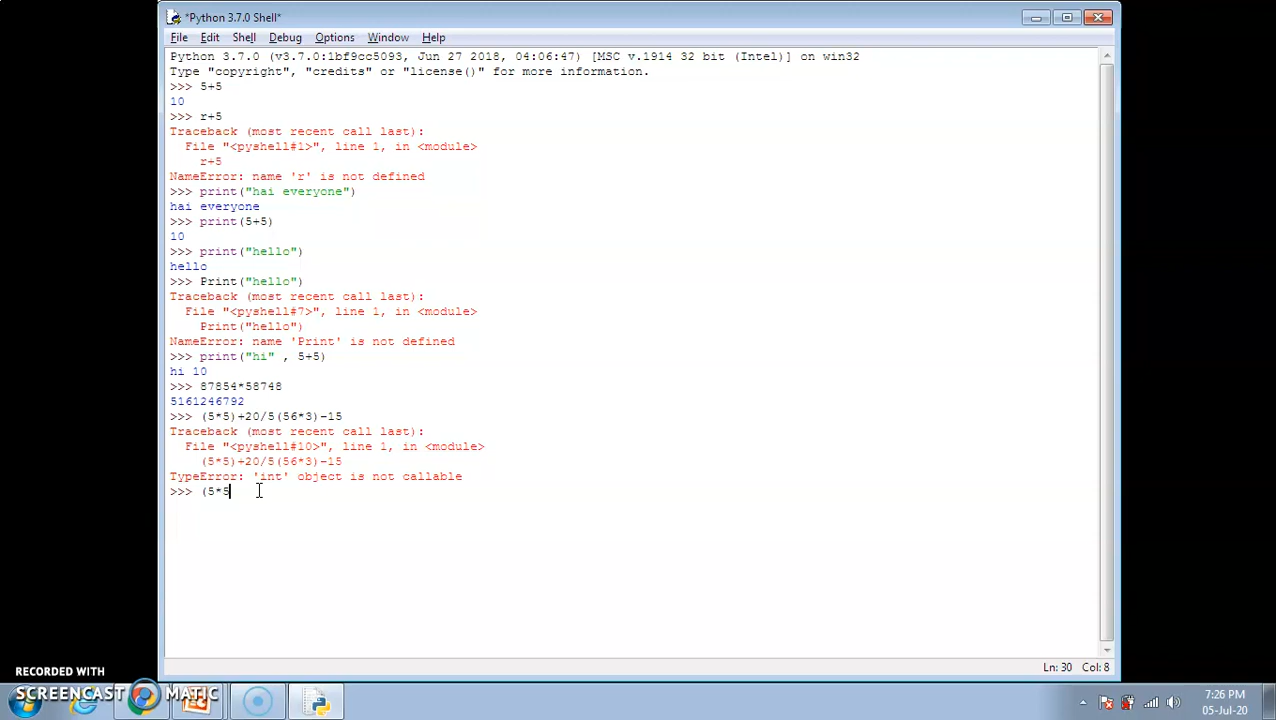 *Python 3.7.0 Shell*
File Edit Shell Debug Options Window Help
Python 3.7.0 (v3.7.0:1bf9cc5093, Jun 27 2018, 04:06:47) [MSC v.1914 32 bit (Intel)] on win32
Type "copyright", "credits" or "license()" for more information.
>>> 5+5
10
>>> r+5
Traceback (most recent call last):
  File "<pyshell#1>", line 1, in <module>
    r+5
NameError: name 'r' is not defined
>>> print("hai everyone")
hai everyone
>>> print(5+5)
10
>>> print("hello")
hello
>>> Print("hello")
Traceback (most recent call last):
  File "<pyshell#7>", line 1, in <module>
    Print("hello")
NameError: name 'Print' is not defined
>>> print("hi" , 5+5)
hi 10
>>> 87854*58748
5161246792
>>> (5*5)+20/5(56*3)-15
Traceback (most recent call last):
  File "<pyshell#10>", line 1, in <module>
    (5*5)+20/5(56*3)-15
TypeError: 'int' object is not callable
>>> (5*5
Ln: 30 Col: 8
RECORDED WITH
SCREENCAST MATIC
7:26 PM
05-Jul-20